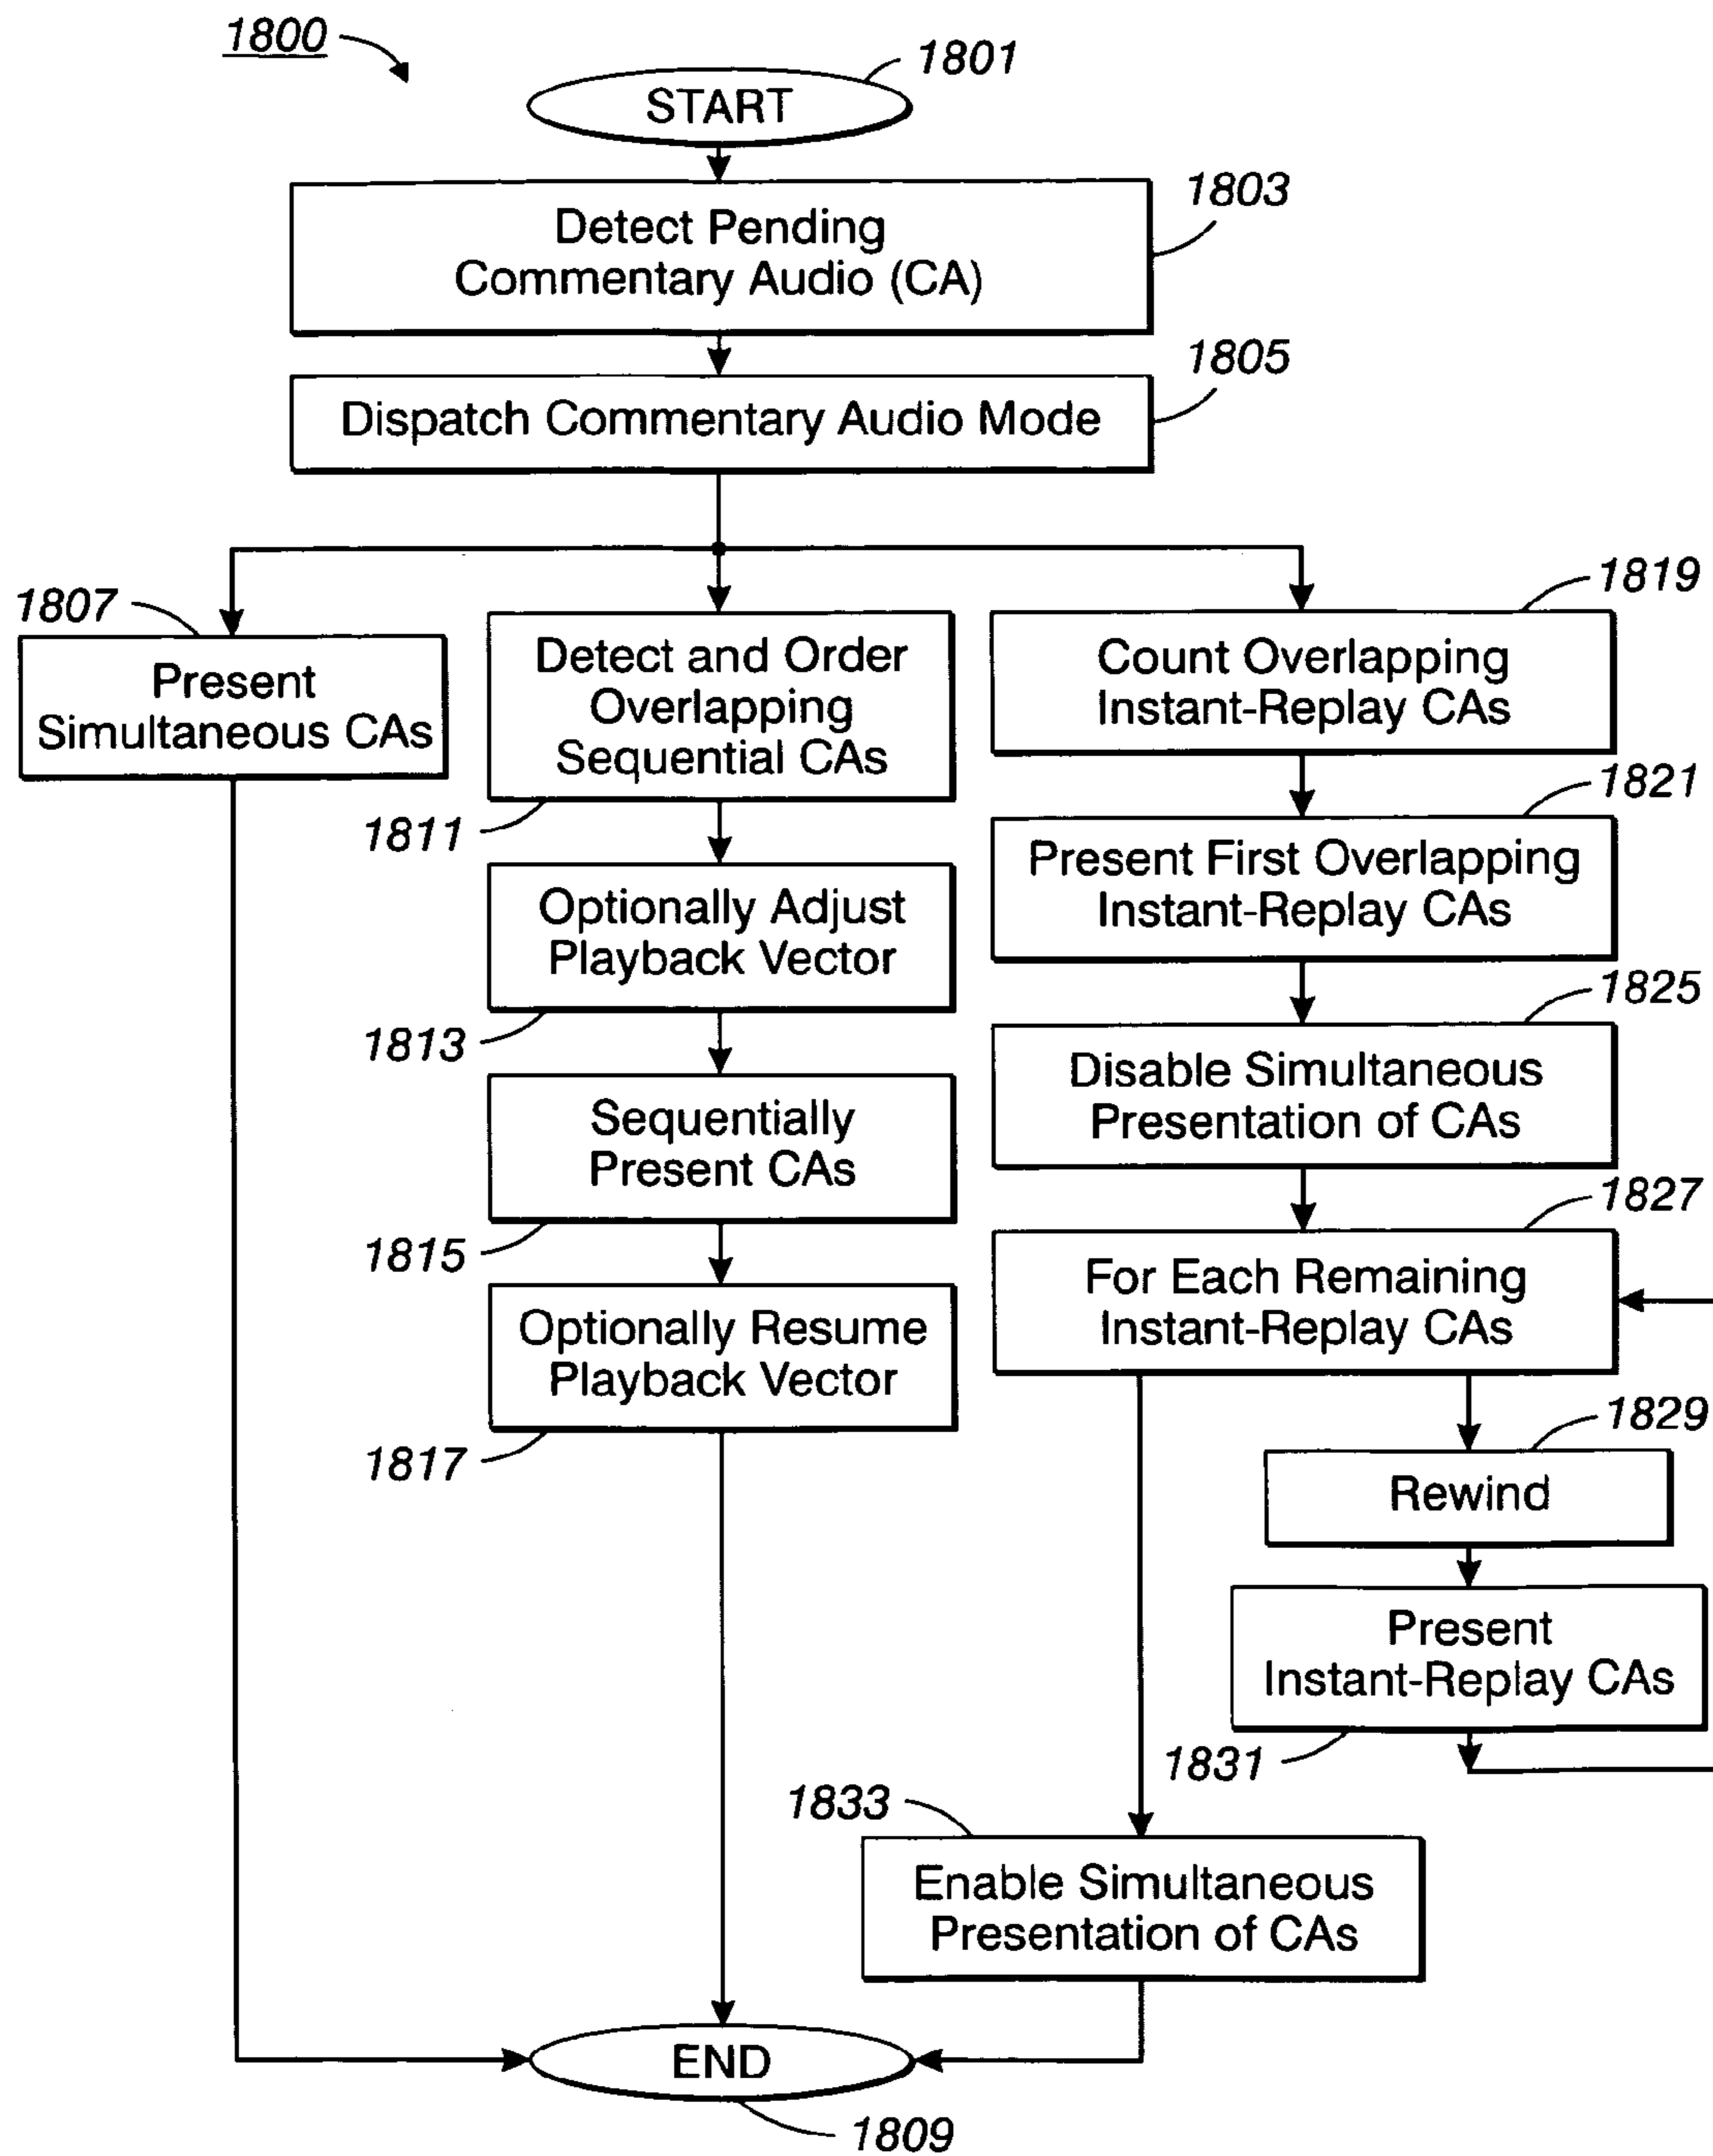 1800
1801
START
1803
Detect Pending
Commentary Audio (CA)
1805
Dispatch Commentary Audio Mode
1807
Present
Simultaneous CAs
Detect and Order
Overlapping
Sequential CAs
1811
Optionally Adjust
Playback Vector
1813
Sequentially
Present CAs
1815
Optionally Resume
Playback Vector
1817
1819
Count Overlapping
Instant-Replay CAs
1821
Present First Overlapping
Instant-Replay CAs
1825
Disable Simultaneous
Presentation of CAs
1827
For Each Remaining
Instant-Replay CAs
1829
Rewind
Present
Instant-Replay CAs
1831
1833
Enable Simultaneous
Presentation of CAs
END
1809